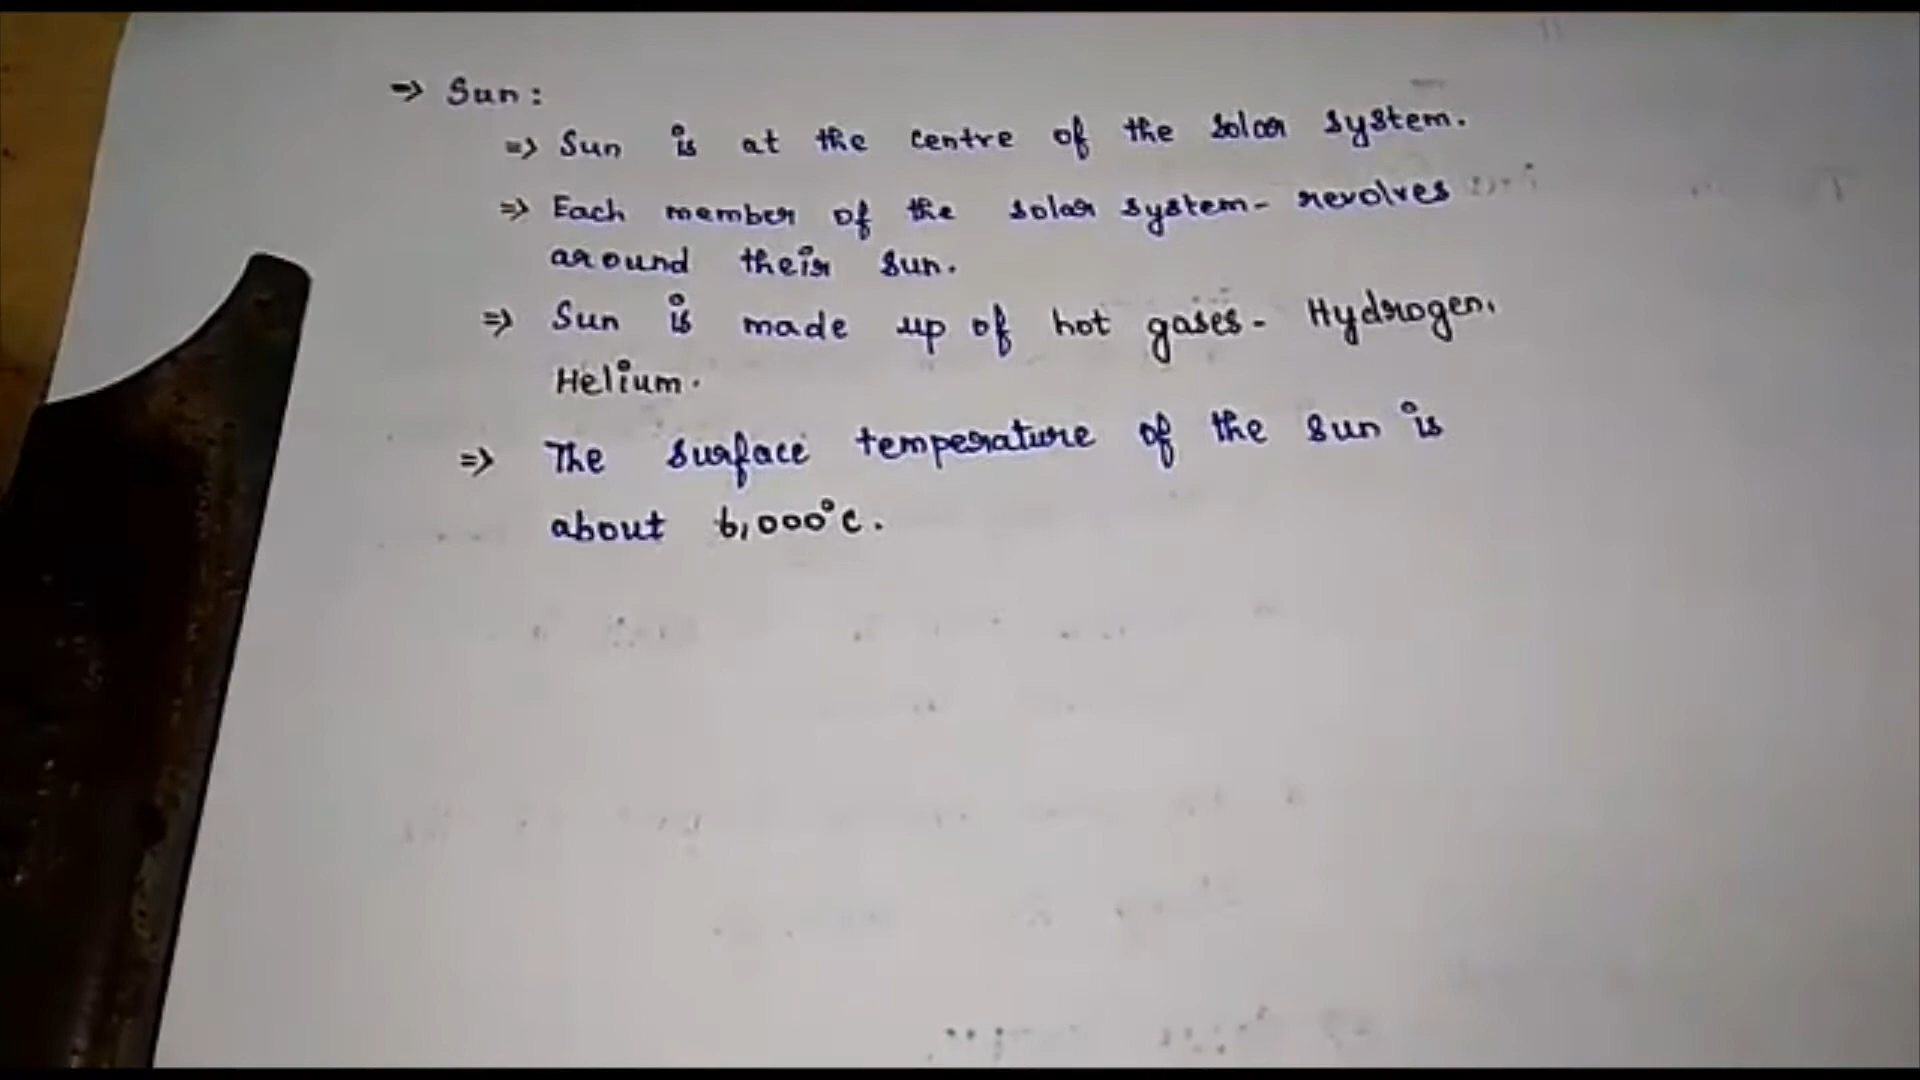 ⇒ Sun:
⇒ Sun is at the centre of the solar system.
⇒ Each member of the solar system - revolves
around their sun.
⇒ Sun is made up of hot gases - Hydrogen,
Helium.
⇒ The surface temperature of the sun is
about 6,000°c.